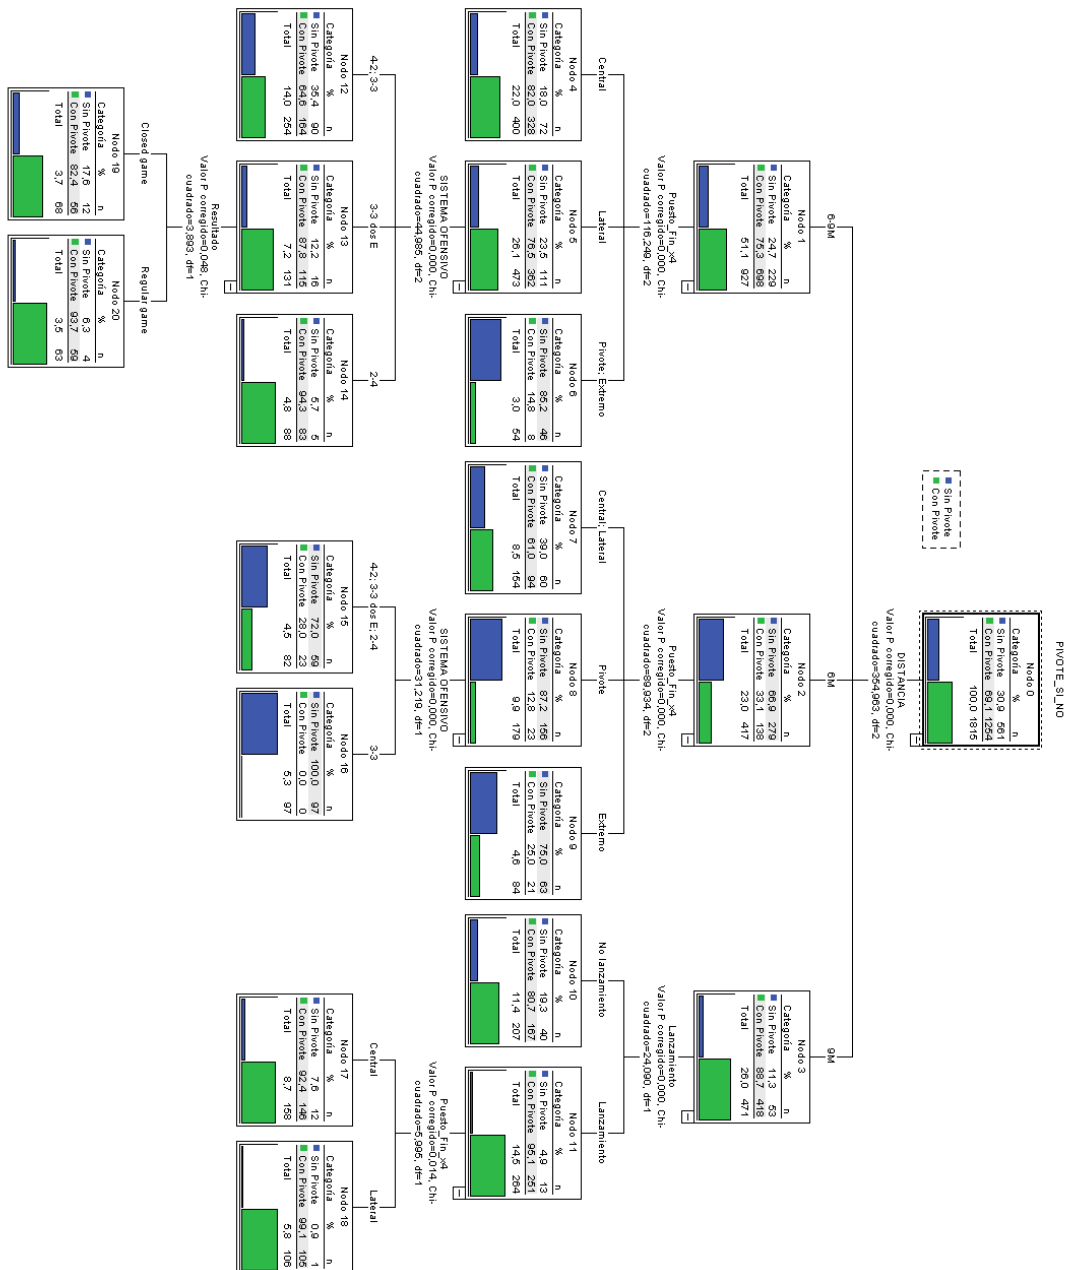 PIVOTE_SI_NO
Nodo 0
Categoría % n
Sin Pivote 30,9 561
Con Pivote 69,1 1254
Total 100,0 1815
Sin Pivote
Con Pivote
DISTANCIA
Valor P corregido=0,000, Chi-
cuadrado=354,963, df=2
6-9M
Nodo 1
Categoría % n
Sin Pivote 24,7 229
Con Pivote 75,3 698
Total 51,1 927
6M
Nodo 2
Categoría % n
Sin Pivote 66,9 279
Con Pivote 33,1 138
Total 23,0 417
9M
Nodo 3
Categoría % n
Sin Pivote 11,3 53
Con Pivote 88,7 418
Total 26,0 471
Puesto_Fin_x4
Valor P corregido=0,000, Chi-
cuadrado=116,249, df=2
Puesto_Fin_x4
Valor P corregido=0,000, Chi-
cuadrado=89,934, df=2
Lanzamiento
Valor P corregido=0,000, Chi-
cuadrado=24,090, df=1
Central
Nodo 4
Categoría % n
Sin Pivote 18,0 72
Con Pivote 82,0 328
Total 22,0 400
Lateral
Nodo 5
Categoría % n
Sin Pivote 23,5 111
Con Pivote 76,5 362
Total 26,1 473
Pivote; Extremo
Nodo 6
Categoría % n
Sin Pivote 85,2 46
Con Pivote 14,8 8
Total 3,0 54
Central; Lateral
Nodo 7
Categoría % n
Sin Pivote 39,0 60
Con Pivote 61,0 94
Total 8,5 154
Pivote
Nodo 8
Categoría % n
Sin Pivote 87,2 156
Con Pivote 12,8 23
Total 9,9 179
Extremo
Nodo 9
Categoría % n
Sin Pivote 75,0 63
Con Pivote 25,0 21
Total 4,6 84
No lanzamiento
Nodo 10
Categoría % n
Sin Pivote 19,3 40
Con Pivote 80,7 167
Total 11,4 207
Lanzamiento
Nodo 11
Categoría % n
Sin Pivote 4,9 13
Con Pivote 95,1 251
Total 14,5 264
SISTEMA OFENSIVO
Valor P corregido=0,000, Chi-
cuadrado=44,985, df=2
SISTEMA OFENSIVO
Valor P corregido=0,000, Chi-
cuadrado=31,219, df=1
Puesto_Fin_x4
Valor P corregido=0,014, Chi-
cuadrado=5,995, df=1
4-2; 3-3
Nodo 12
Categoría % n
Sin Pivote 35,4 90
Con Pivote 64,6 164
Total 14,0 254
3-3 dos E
Nodo 13
Categoría % n
Sin Pivote 12,2 16
Con Pivote 87,8 115
Total 7,2 131
2-4
Nodo 14
Categoría % n
Sin Pivote 5,7 5
Con Pivote 94,3 83
Total 4,8 88
4-2; 3-3 dos E; 2-4
Nodo 15
Categoría % n
Sin Pivote 72,0 59
Con Pivote 28,0 23
Total 4,5 82
3-3
Nodo 16
Categoría % n
Sin Pivote 100,0 97
Con Pivote 0,0 0
Total 5,3 97
Central
Nodo 17
Categoría % n
Sin Pivote 7,6 12
Con Pivote 92,4 146
Total 8,7 158
Lateral
Nodo 18
Categoría % n
Sin Pivote 0,9 1
Con Pivote 99,1 105
Total 5,8 106
Resultado
Valor P corregido=0,048, Chi-
cuadrado=3,893, df=1
Closed game
Nodo 19
Categoría % n
Sin Pivote 17,6 12
Con Pivote 82,4 56
Total 3,7 68
Regular game
Nodo 20
Categoría % n
Sin Pivote 6,3 4
Con Pivote 93,7 59
Total 3,5 63